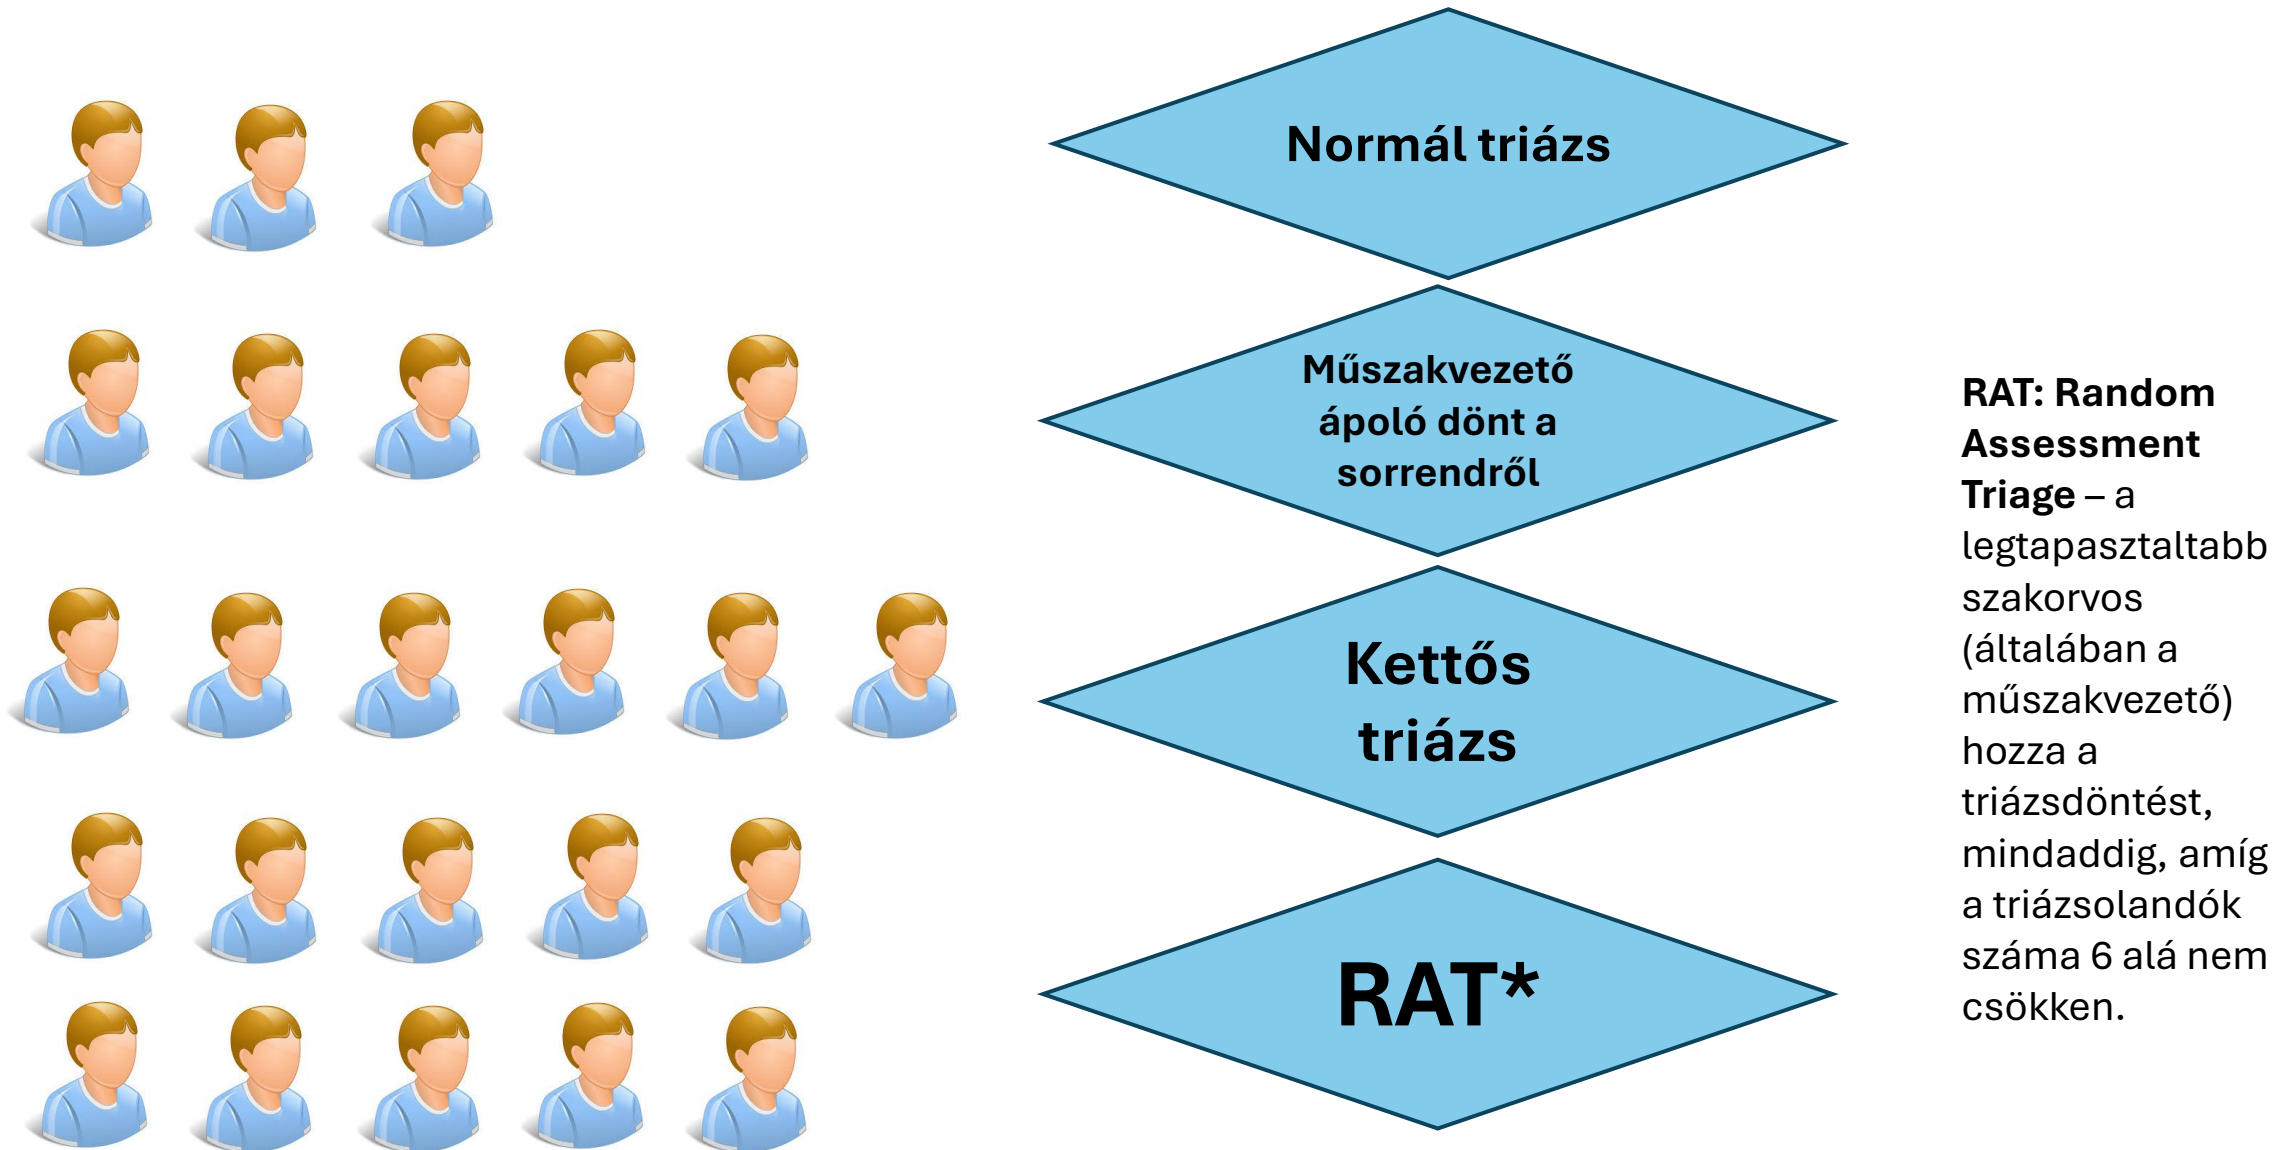 Normál triázs
Műszakvezető
ápoló dönt a
sorrendről
Kettős
triázs
RAT*
RAT: Random
Assessment
Triage – a
legtapasztaltabb
szakorvos
(általában a
műszakvezető)
hozza a
triázsdöntést,
mindaddig, amíg
a triázsolandók
száma 6 alá nem
csökken.